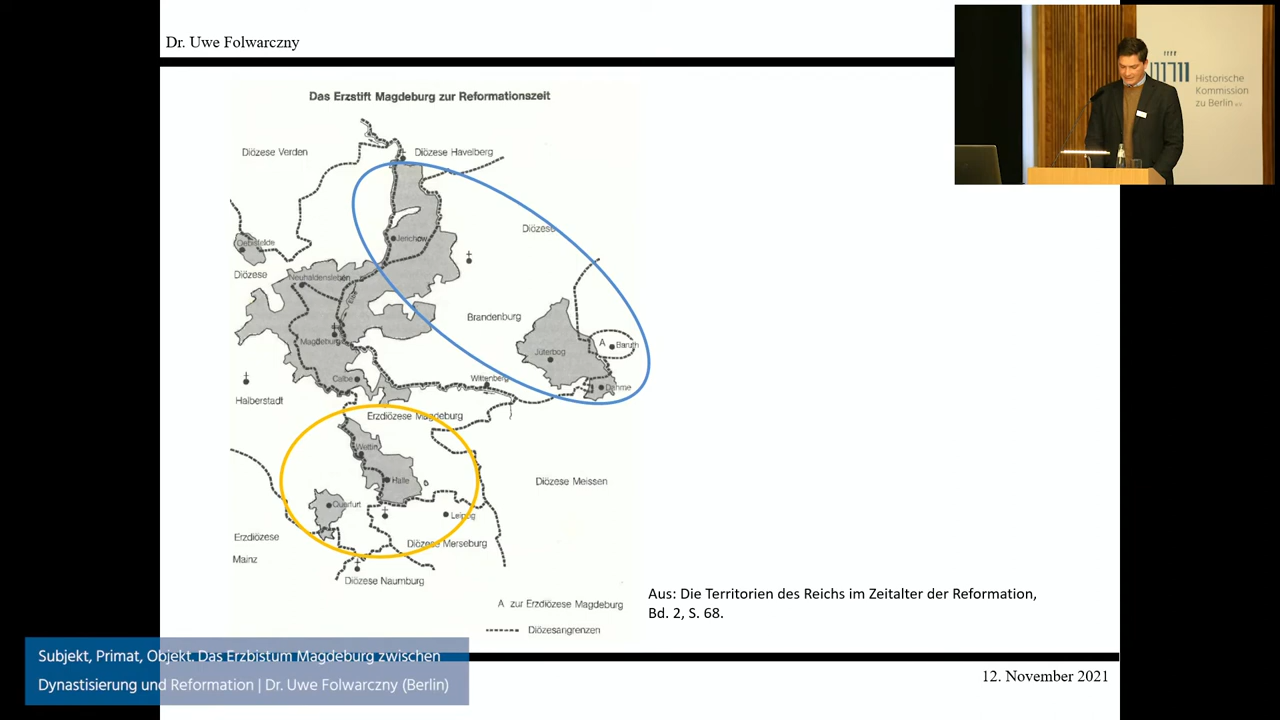 Dr. Uwe Folwarczny
Historische
Kommission
zu Berlin e.V.
Das Erzstift Magdeburg zur Reformationszeit
Diözese Verden
Diözese Havelberg
Diözese
Jerichow
Oebisfelde
Diözese
Neuhaldensleben
Elbe
Brandenburg
Magdeburg
Jüterbog
A
Baruth
Calbe
Wittenberg
Dahme
Halberstadt
Erzdiözese Magdeburg
Wettin
Halle
Diözese Meissen
Querfurt
Leipzig
Erzdiözese
Mainz
Diözese Merseburg
Diözese Naumburg
Aus: Die Territorien des Reichs im Zeitalter der Reformation,
Bd. 2, S. 68.
A zur Erzdiözese Magdeburg
Diözesangrenzen
Subjekt, Primat, Objekt. Das Erzbistum Magdeburg zwischen
Dynastisierung und Reformation | Dr. Uwe Folwarczny (Berlin)
12. November 2021